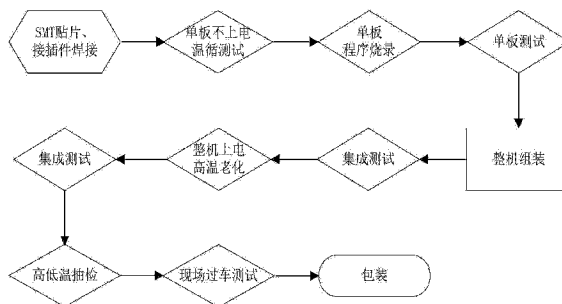 SMT贴片、
接插件焊接
单板不上电
温循测试
单板
程序烧录
单板测试
整机组装
集成测试
整机上电
高温老化
集成测试
高低温抽检
现场过车测试
包装